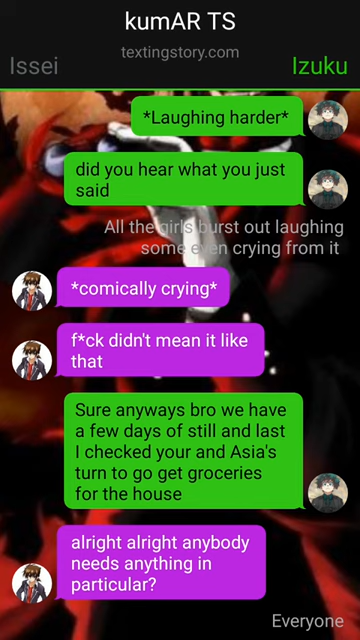 kumAR TS
textingstory.com
Issei
Izuku
*Laughing harder*
did you hear what you just
said
All the girls burst out laughing
some even crying from it
*comically crying*
f*ck didn't mean it like
that
Sure anyways bro we have
a few days of still and last
I checked your and Asia's
turn to go get groceries
for the house
alright alright anybody
needs anything in
particular?
Everyone